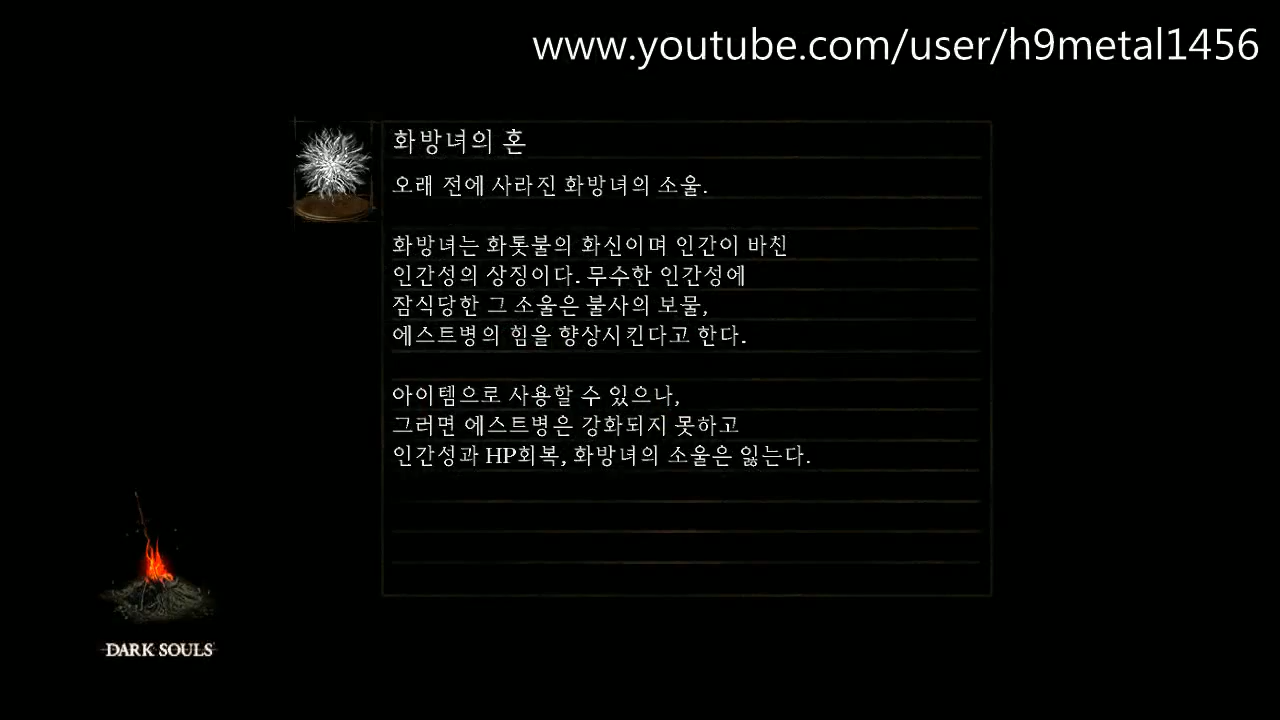 www.youtube.com/user/h9metal1456
화방녀의 혼
오래 전에 사라진 화방녀의 소울.
화방녀는 화톳불의 화신이며 인간이 바친
인간성의 상징이다. 무수한 인간성에
잠식당한 그 소울은 불사의 보물,
에스트병의 힘을 향상시킨다고 한다.
아이템으로 사용할 수 있으나,
그러면 에스트병은 강화되지 못하고
인간성과 HP회복, 화방녀의 소울은 잃는다.
DARK SOULS